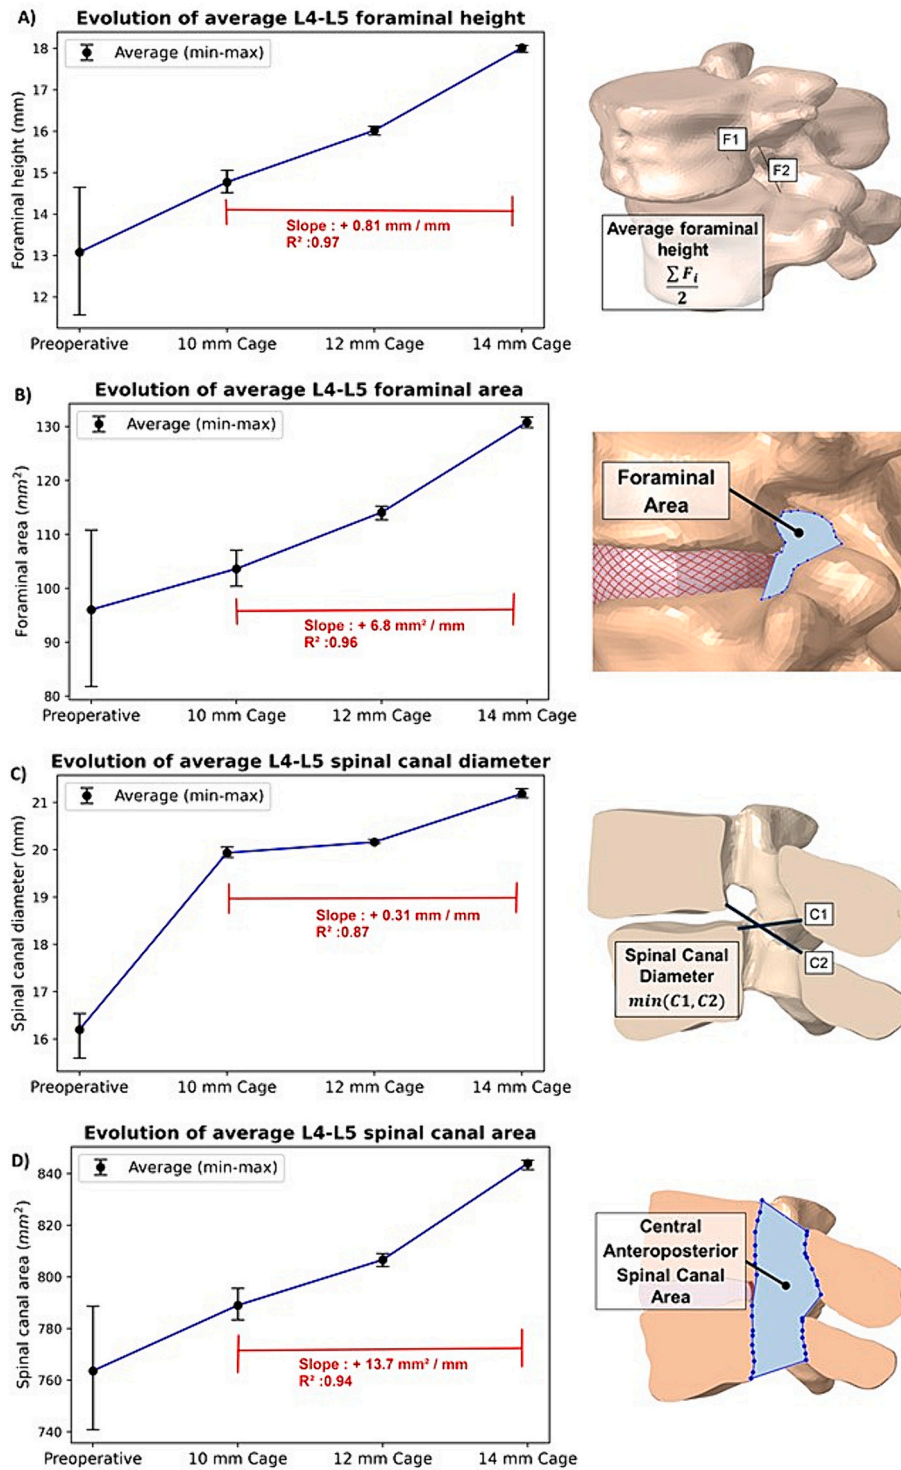 A)
Evolution of average L4-L5 foraminal height
Average (min-max)
Foraminal height (mm)
18
17
16
15
14
13
12
Slope : + 0.81 mm / mm
R² :0.97
Preoperative
10 mm Cage
12 mm Cage
14 mm Cage
F1
F2
Average foraminal
height
∑ Fᵢ
2
B)
Evolution of average L4-L5 foraminal area
Average (min-max)
Foraminal area (mm²)
130
120
110
100
90
80
Slope : + 6.8 mm² / mm
R² :0.96
Preoperative
10 mm Cage
12 mm Cage
14 mm Cage
Foraminal
Area
C)
Evolution of average L4-L5 spinal canal diameter
Average (min-max)
Spinal canal diameter (mm)
21
20
19
18
17
16
Slope : + 0.31 mm / mm
R² :0.87
Preoperative
10 mm Cage
12 mm Cage
14 mm Cage
C1
C2
Spinal Canal
Diameter
min(C1, C2)
D)
Evolution of average L4-L5 spinal canal area
Average (min-max)
Spinal canal area (mm²)
840
820
800
780
760
740
Slope : + 13.7 mm² / mm
R² :0.94
Preoperative
10 mm Cage
12 mm Cage
14 mm Cage
Central
Anteroposterior
Spinal Canal
Area